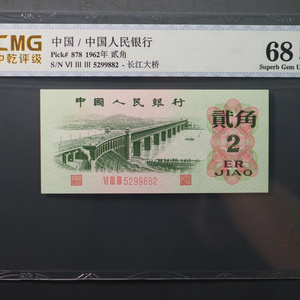 CMG
中乾评级
中国 / 中国人民银行
Pick# 878 1962年 贰角
S/N VI III III 5299882 - 长江大桥
68
Superb Gem U
中国人民银行
贰角
2
ER
JIAO
VI III III 5299882